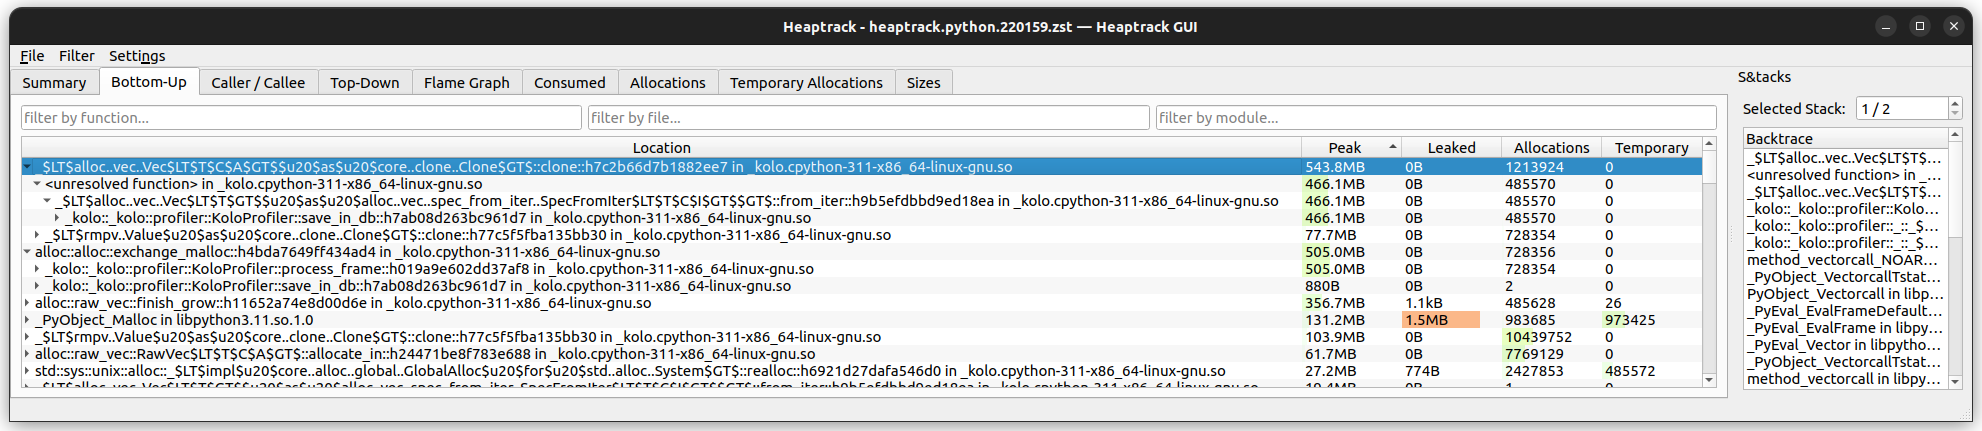 Heaptrack - heaptrack.python.220159.zst — Heaptrack GUI
File Filter Settings
Summary Bottom-Up Caller / Callee Top-Down Flame Graph Consumed Allocations Temporary Allocations Sizes
filter by function... filter by file... filter by module...
Location Peak Leaked Allocations Temporary
_$LT$alloc..vec..Vec$LT$T$C$A$GT$$u20$as$u20$core..clone..Clone$GT$::clone::h7c2b66d7b1882ee7 in _kolo.cpython-311-x86_64-linux-gnu.so 543.8MB 0B 1213924 0
<unresolved function> in _kolo.cpython-311-x86_64-linux-gnu.so 466.1MB 0B 485570 0
_$LT$alloc..vec..Vec$LT$T$GT$$u20$as$u20$alloc..vec..spec_from_iter..SpecFromIter$LT$T$C$I$GT$$GT$::from_iter::h9b5efdbbd9ed18ea in _kolo.cpython-311-x86_64-linux-gnu.so 466.1MB 0B 485570 0
_kolo::_kolo::profiler::KoloProfiler::save_in_db::h7ab08d263bc961d7 in _kolo.cpython-311-x86_64-linux-gnu.so 466.1MB 0B 485570 0
_$LT$rmpv..Value$u20$as$u20$core..clone..Clone$GT$::clone::h77c5f5fba135bb30 in _kolo.cpython-311-x86_64-linux-gnu.so 77.7MB 0B 728354 0
alloc::alloc::exchange_malloc::h4bda7649ff434ad4 in _kolo.cpython-311-x86_64-linux-gnu.so 505.0MB 0B 728356 0
_kolo::_kolo::profiler::KoloProfiler::process_frame::h019a9e602dd37af8 in _kolo.cpython-311-x86_64-linux-gnu.so 505.0MB 0B 728354 0
_kolo::_kolo::profiler::KoloProfiler::save_in_db::h7ab08d263bc961d7 in _kolo.cpython-311-x86_64-linux-gnu.so 880B 0B 2 0
alloc::raw_vec::finish_grow::h11652a74e8d00d6e in _kolo.cpython-311-x86_64-linux-gnu.so 356.7MB 1.1kB 485628 26
_PyObject_Malloc in libpython3.11.so.1.0 131.2MB 1.5MB 983685 973425
_$LT$rmpv..Value$u20$as$u20$core..clone..Clone$GT$::clone::h77c5f5fba135bb30 in _kolo.cpython-311-x86_64-linux-gnu.so 103.9MB 0B 10439752 0
alloc::raw_vec::RawVec$LT$T$C$A$GT$::allocate_in::h24471be8f783e688 in _kolo.cpython-311-x86_64-linux-gnu.so 61.7MB 0B 7769129 0
std::sys::unix::alloc::_$LT$impl$u20$core..alloc..global..GlobalAlloc$u20$for$u20$std..alloc..System$GT$::realloc::h6921d27dafa546d0 in _kolo.cpython-311-x86_64-linux-gnu.so 27.2MB 774B 2427853 485572
S&tacks
Selected Stack: 1 / 2
Backtrace
_$LT$alloc..vec..Vec$LT$T$...
<unresolved function> in _...
_$LT$alloc..vec..Vec$LT$T$...
_kolo::_kolo::profiler::Kolo...
_kolo::_kolo::profiler::_::_$...
_kolo::_kolo::profiler::_::_$...
method_vectorcall_NOAR...
_PyObject_VectorcallTstat...
PyObject_Vectorcall in libp...
_PyEval_EvalFrameDefault...
_PyEval_EvalFrame in libpy...
_PyEval_Vector in libpytho...
_PyObject_VectorcallTstat...
method_vectorcall in libpy...